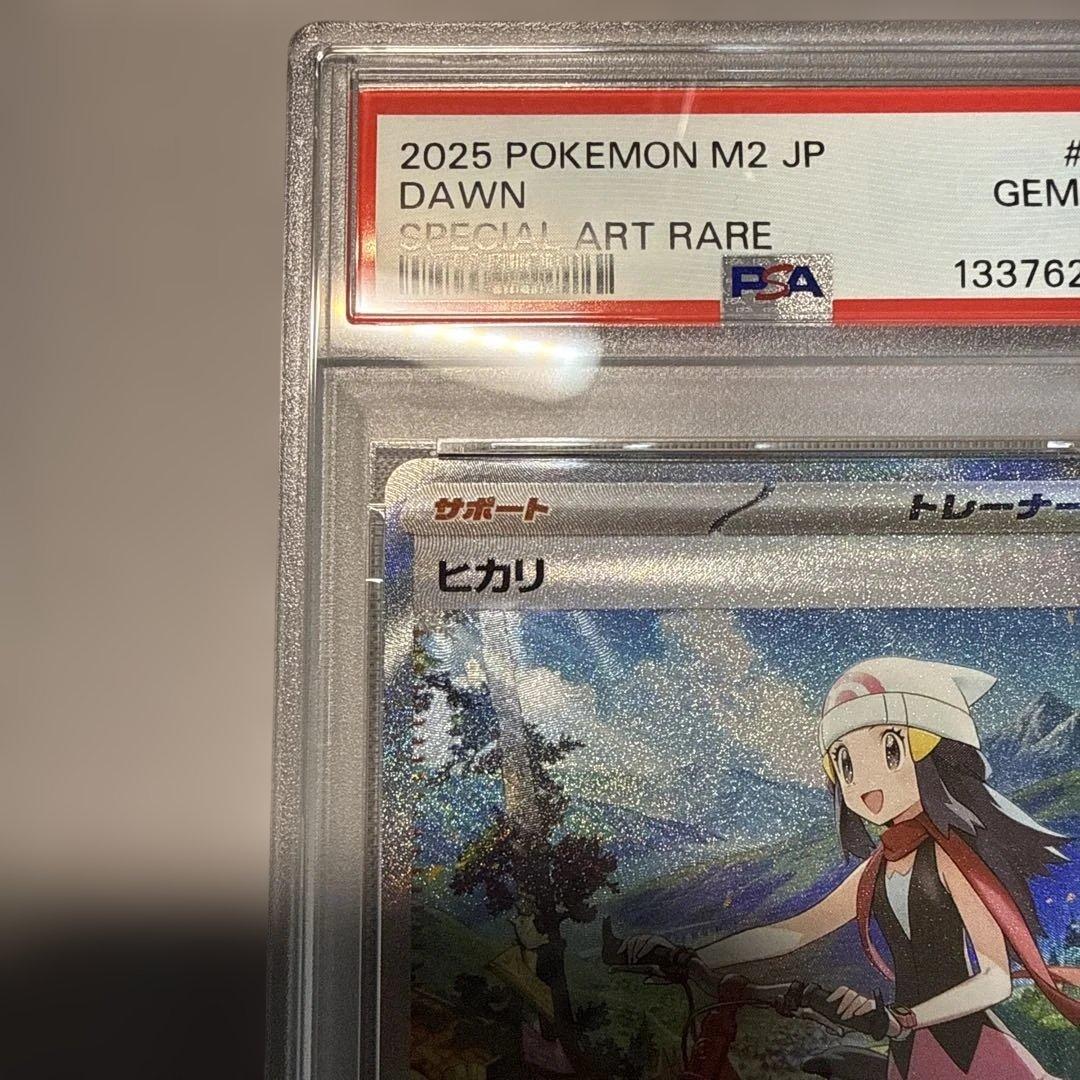 2025 POKEMON M2 JP #
DAWN GEM
SPECIAL ART RARE
PSA 133762
サポート トレーナー
ヒカリ